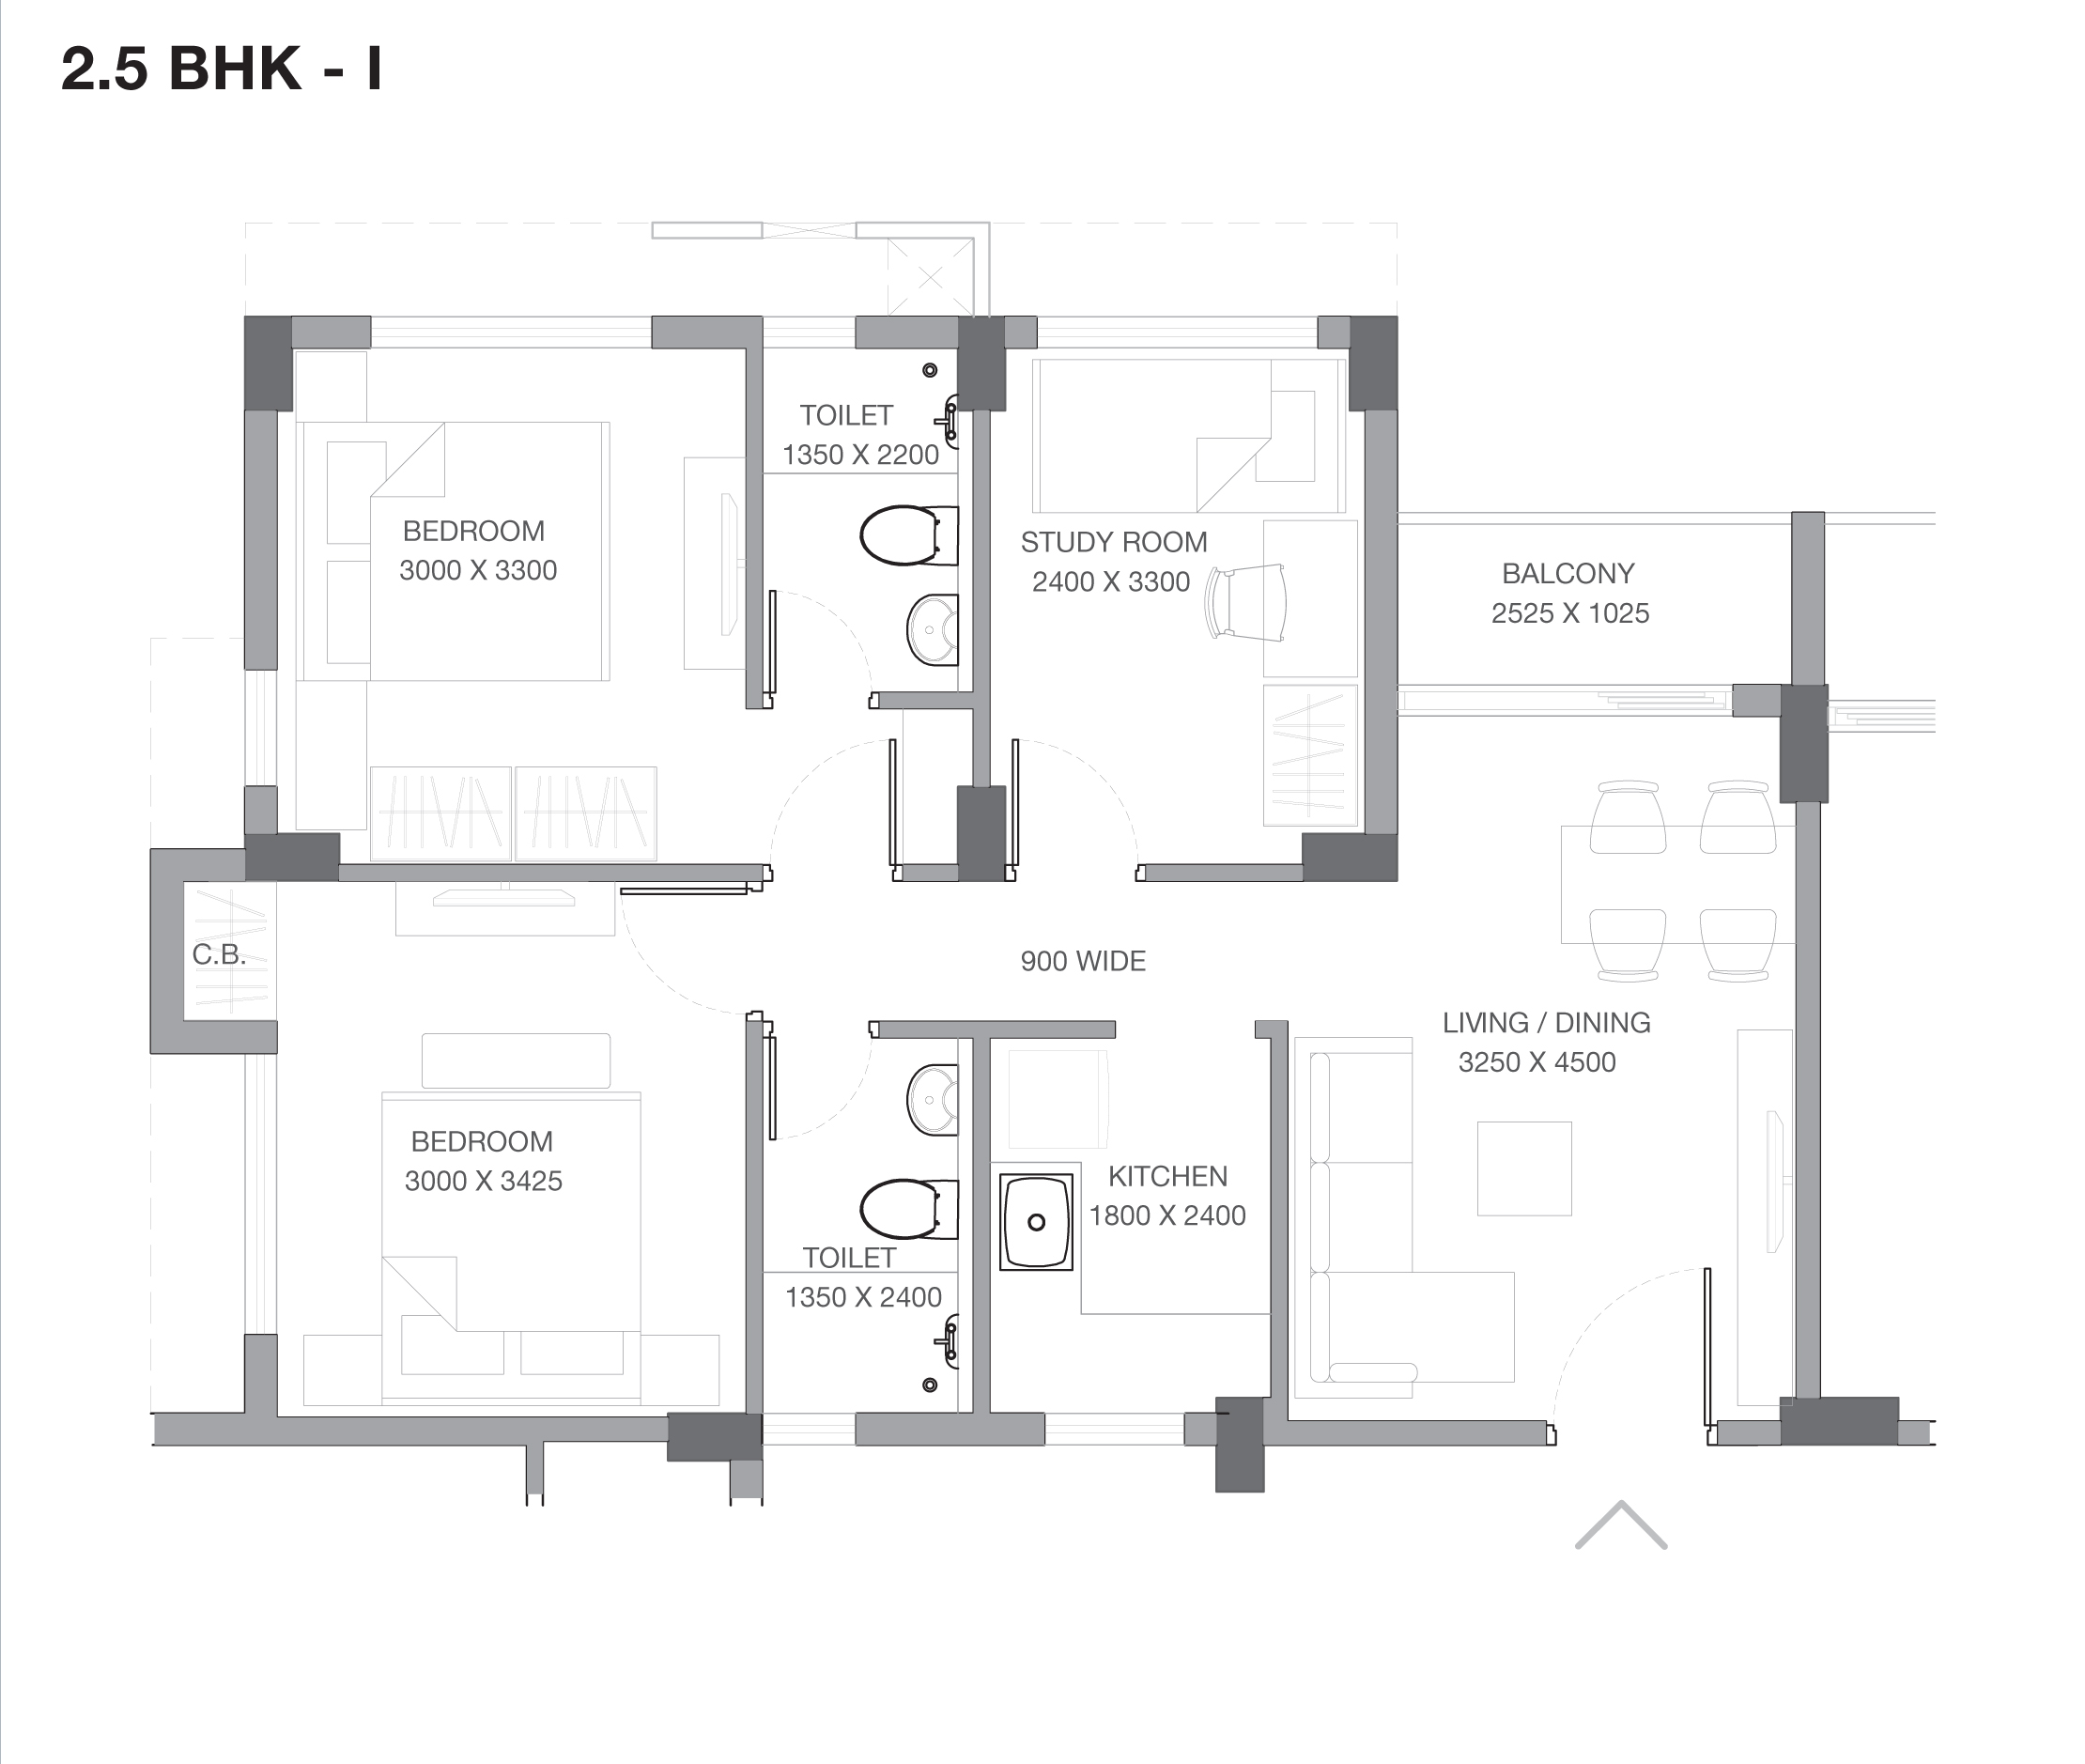 2.5 BHK - I
TOILET
1350 X 2200
BEDROOM
3000 X 3300
STUDY ROOM
2400 X 3300
BALCONY
2525 X 1025
C.B.
900 WIDE
LIVING / DINING
3250 X 4500
BEDROOM
3000 X 3425
KITCHEN
1800 X 2400
TOILET
1350 X 2400